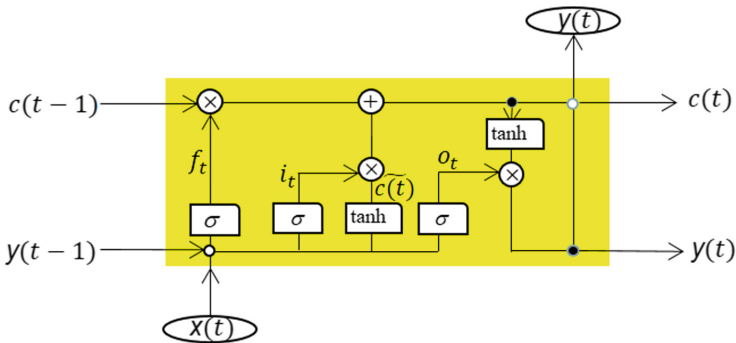 y(t)
c(t − 1)
×
+
c(t)
tanh
f_t
i_t
×
o_t
×
c̃(t)
σ
σ
tanh
σ
y(t − 1)
y(t)
x(t)